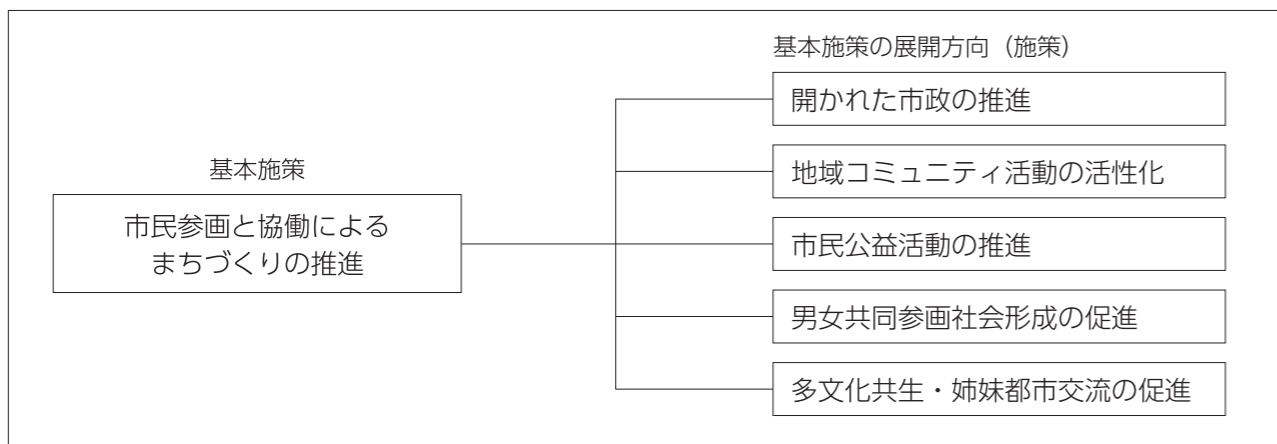 基本施策
市民参画と協働による
まちづくりの推進
基本施策の展開方向（施策）
開かれた市政の推進
地域コミュニティ活動の活性化
市民公益活動の推進
男女共同参画社会形成の促進
多文化共生・姉妹都市交流の促進